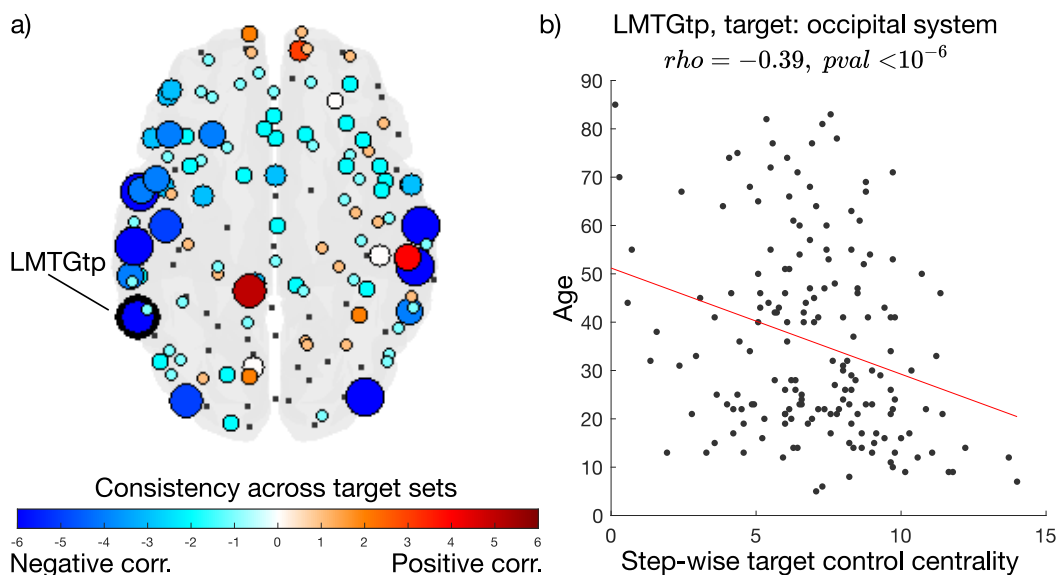 a)
LMTGtp
Consistency across target sets
-6 -5 -4 -3 -2 -1 0 1 2 3 4 5 6
Negative corr. Positive corr.
b) LMTGtp, target: occipital system
rho = −0.39, pval <10⁻⁶
90
80
70
60
50
40
30
20
10
0
Age
0 5 10 15
Step-wise target control centrality